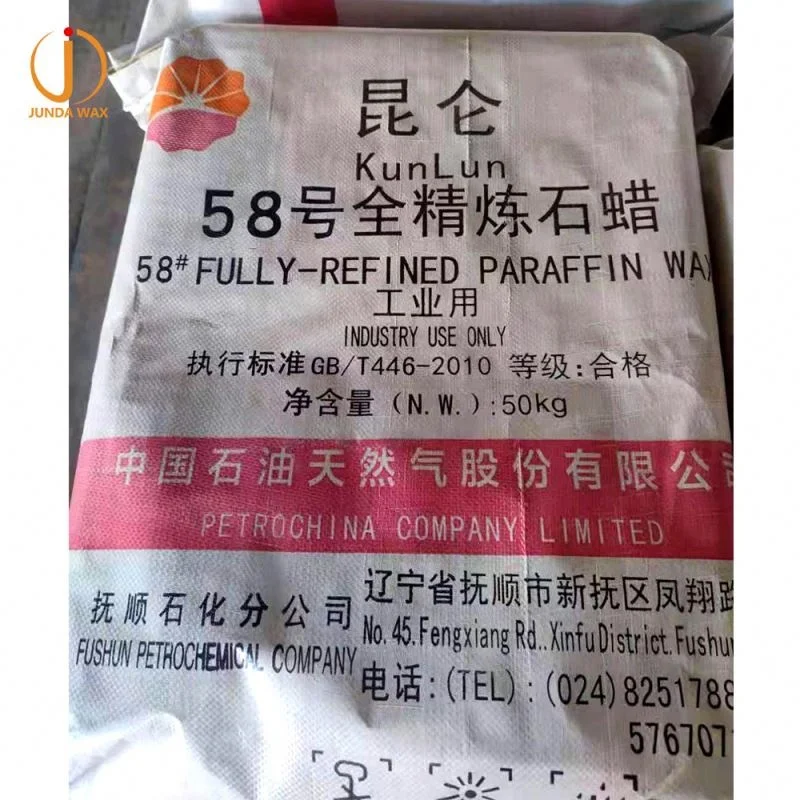 JUNDA WAX
昆仑
KunLun
58号全精炼石蜡
58# FULLY-REFINED PARAFFIN WAX
工业用
INDUSTRY USE ONLY
执行标准 GB/T446-2010 等级:合格
净含量(N.W.):50kg
中国石油天然气股份有限公司
PETROCHINA COMPANY LIMITED
抚顺石化分公司
FUSHUN PETROCHEMICAL COMPANY
辽宁省抚顺市新抚区凤翔路
No.45.Fengxiang Rd..Xinfu District.Fushun
电话:(TEL):(024)8251788
576707